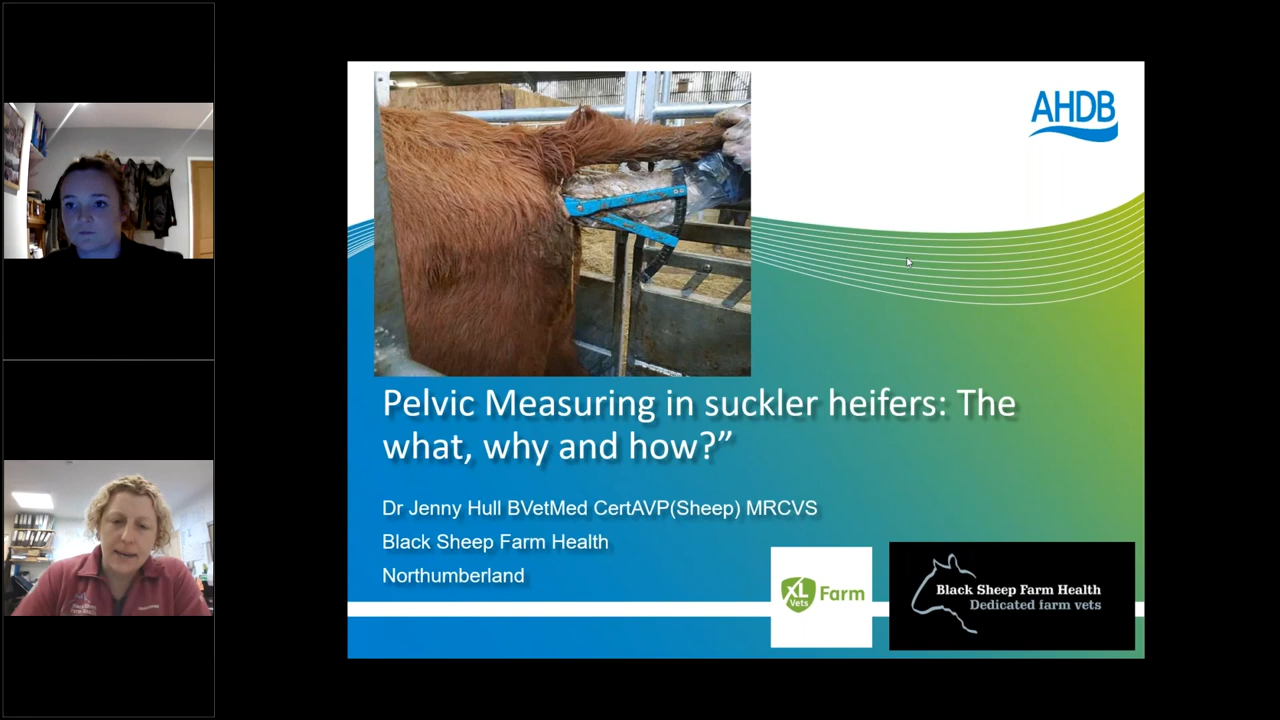 AHDB
Pelvic Measuring in suckler heifers: The
what, why and how?”
Dr Jenny Hull BVetMed CertAVP(Sheep) MRCVS
Black Sheep Farm Health
Northumberland
XL
Vets
Farm
Black Sheep Farm Health
Dedicated farm vets